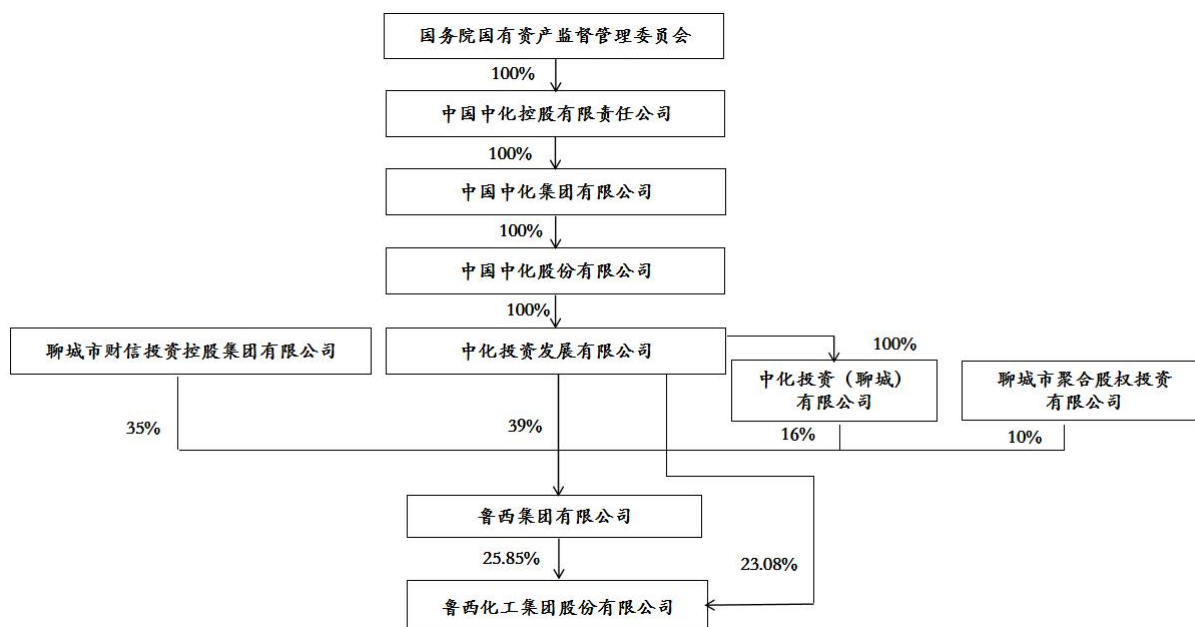 国务院国有资产监督管理委员会
100%
中国中化控股有限责任公司
100%
中国中化集团有限公司
100%
中国中化股份有限公司
100%
聊城市财信投资控股集团有限公司
中化投资发展有限公司
100%
中化投资（聊城）
有限公司
聊城市聚合股权投资
有限公司
35%
39%
16%
10%
鲁西集团有限公司
25.85%
23.08%
鲁西化工集团股份有限公司